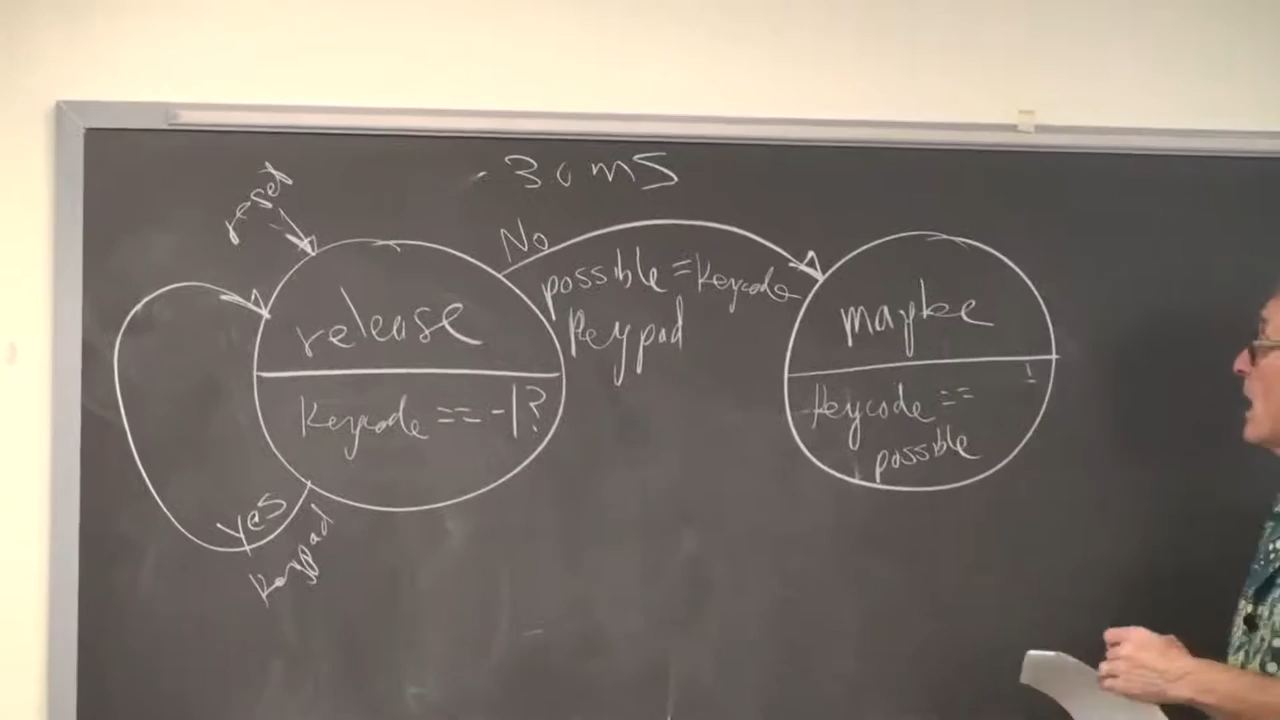 30mS
reset
No
possible = Keycode
Keypad
release
Keycode == -1?
yes
Keypad
maybe
Keycode ==
possible